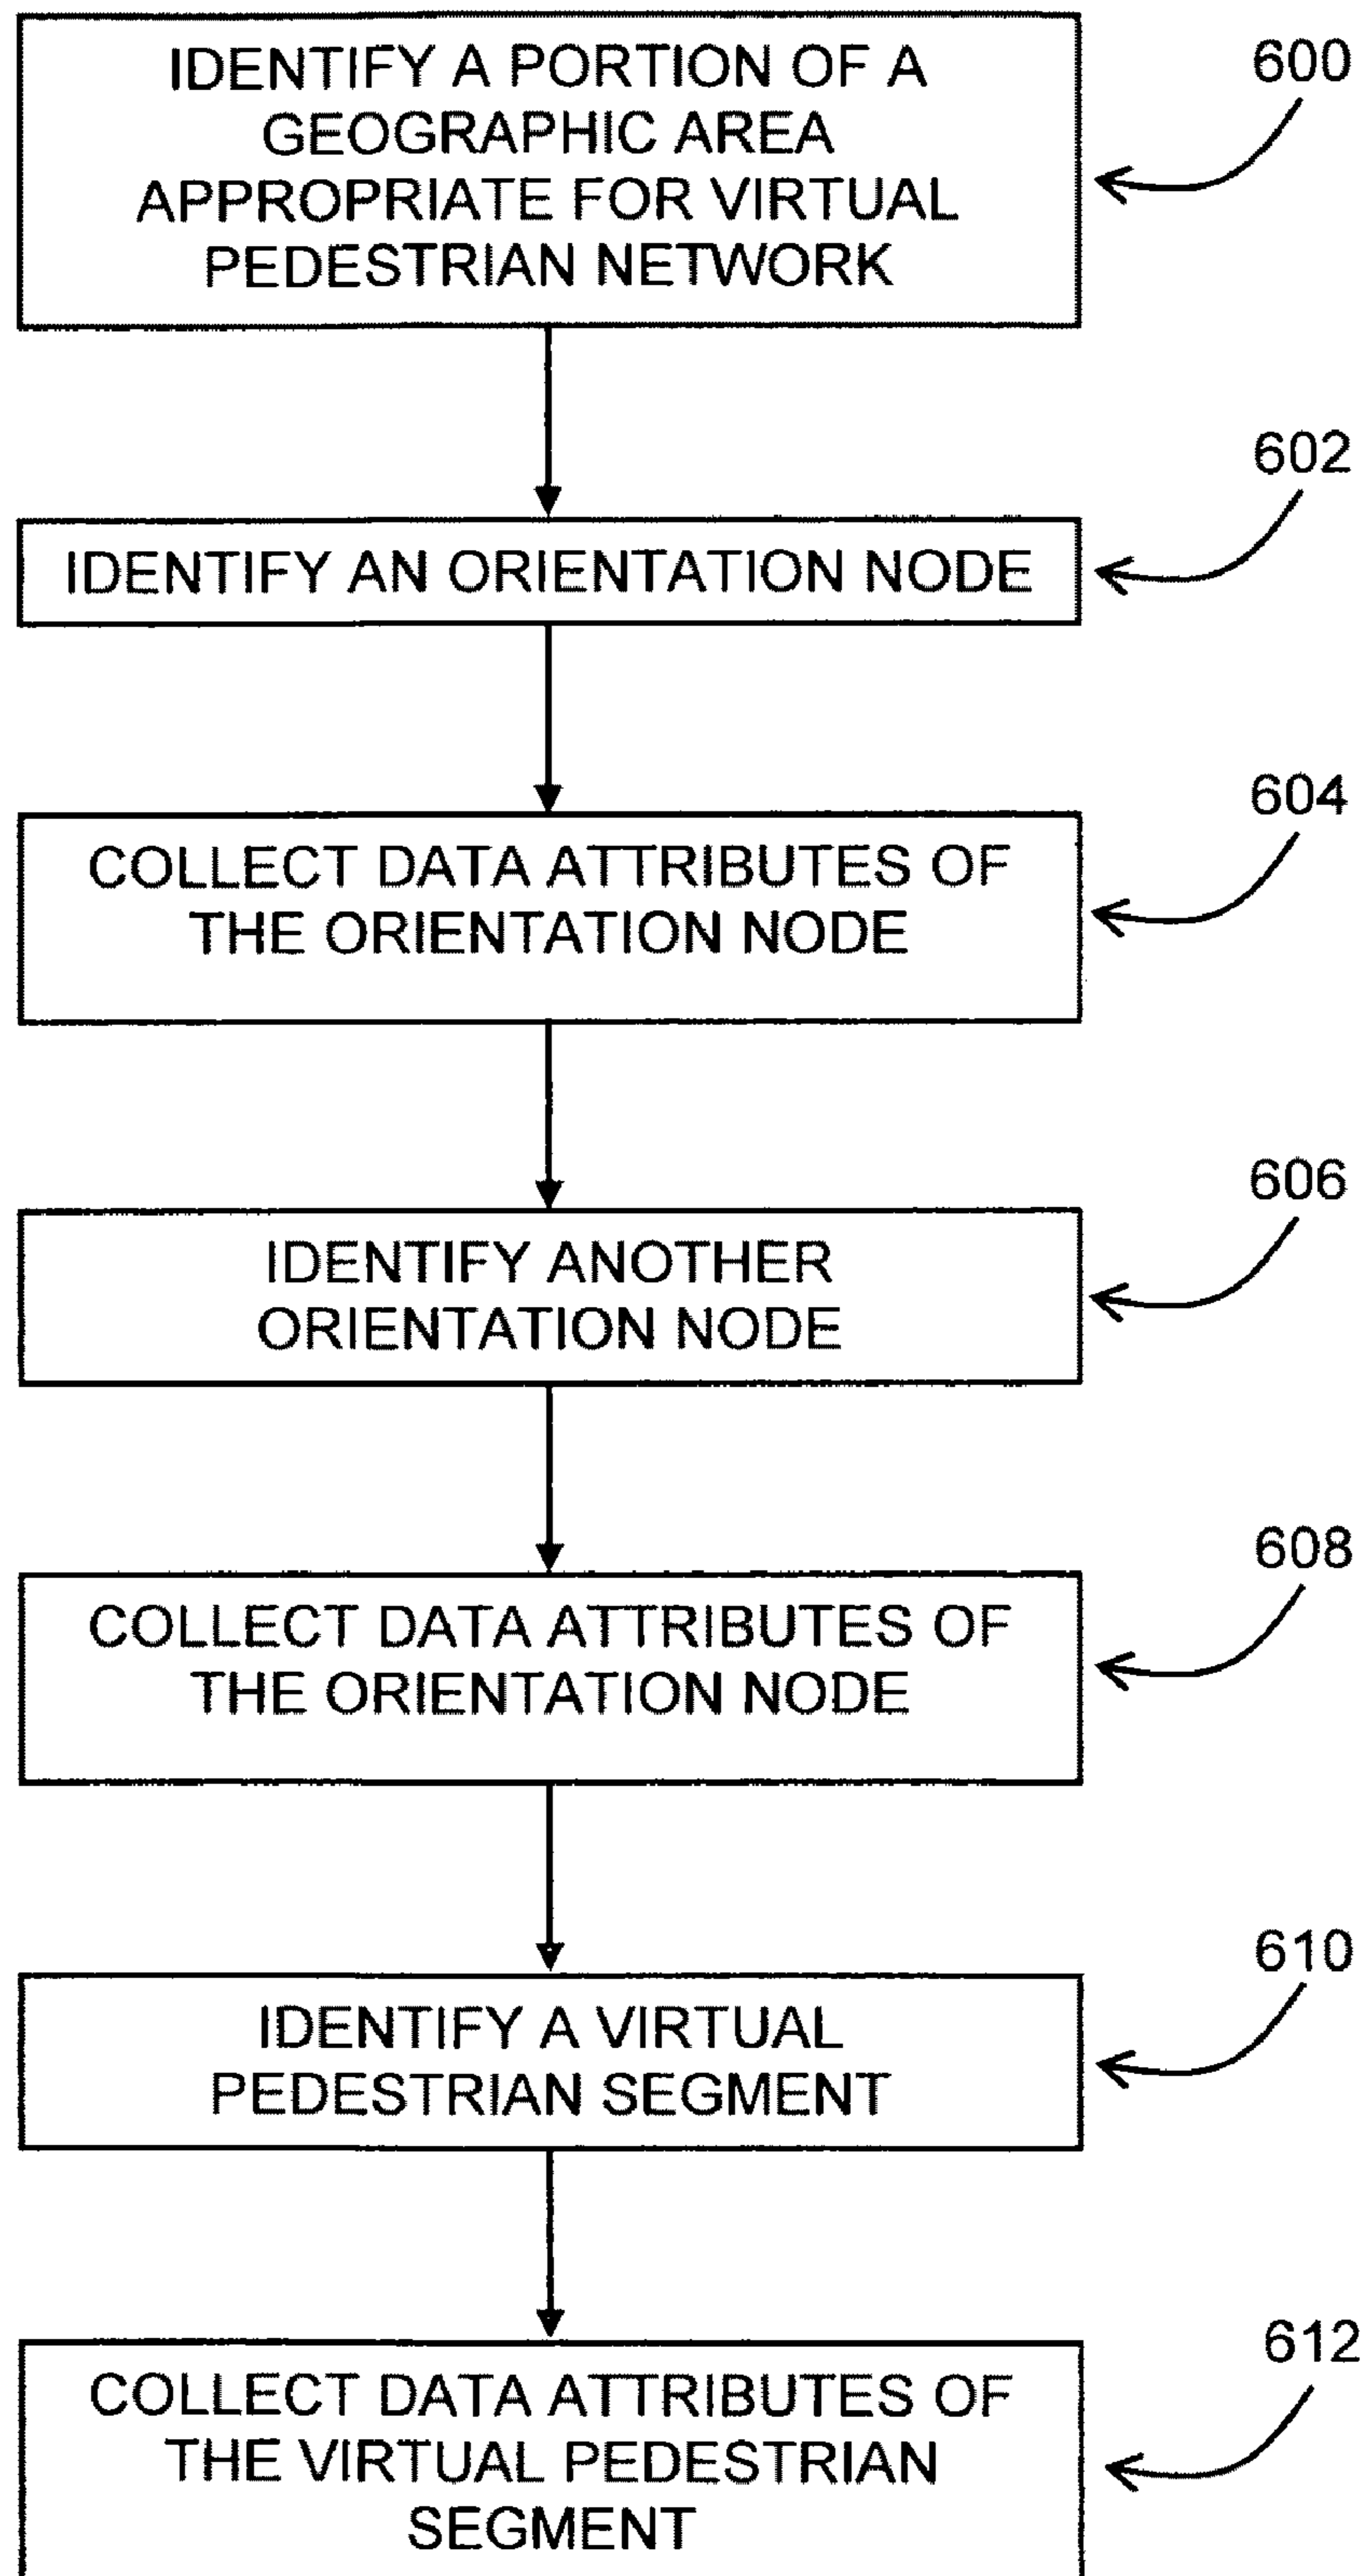 IDENTIFY A PORTION OF A
GEOGRAPHIC AREA
APPROPRIATE FOR VIRTUAL
PEDESTRIAN NETWORK
600
IDENTIFY AN ORIENTATION NODE
602
COLLECT DATA ATTRIBUTES OF
THE ORIENTATION NODE
604
IDENTIFY ANOTHER
ORIENTATION NODE
606
COLLECT DATA ATTRIBUTES OF
THE ORIENTATION NODE
608
IDENTIFY A VIRTUAL
PEDESTRIAN SEGMENT
610
COLLECT DATA ATTRIBUTES OF
THE VIRTUAL PEDESTRIAN
SEGMENT
612